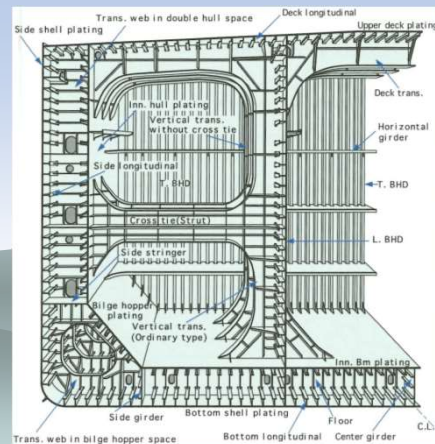 Trans. web in double hull space
Deck longitudinal
Side shell plating
Upper deck plating
Deck trans.
Inn. hull plating
Vertical trans.
without cross tie
Horizontal
girder
Side longitudinal
T. BHD
T. BHD
Cross tie(Strut)
L. BHD
Side stringer
Bilge hopper
plating
Vertical trans.
(Ordinary type)
Inn. Bm plating
Side girder
Bottom shell plating
Floor
Center girder
C.L.
Trans. web in bilge hopper space
Bottom longitudinal